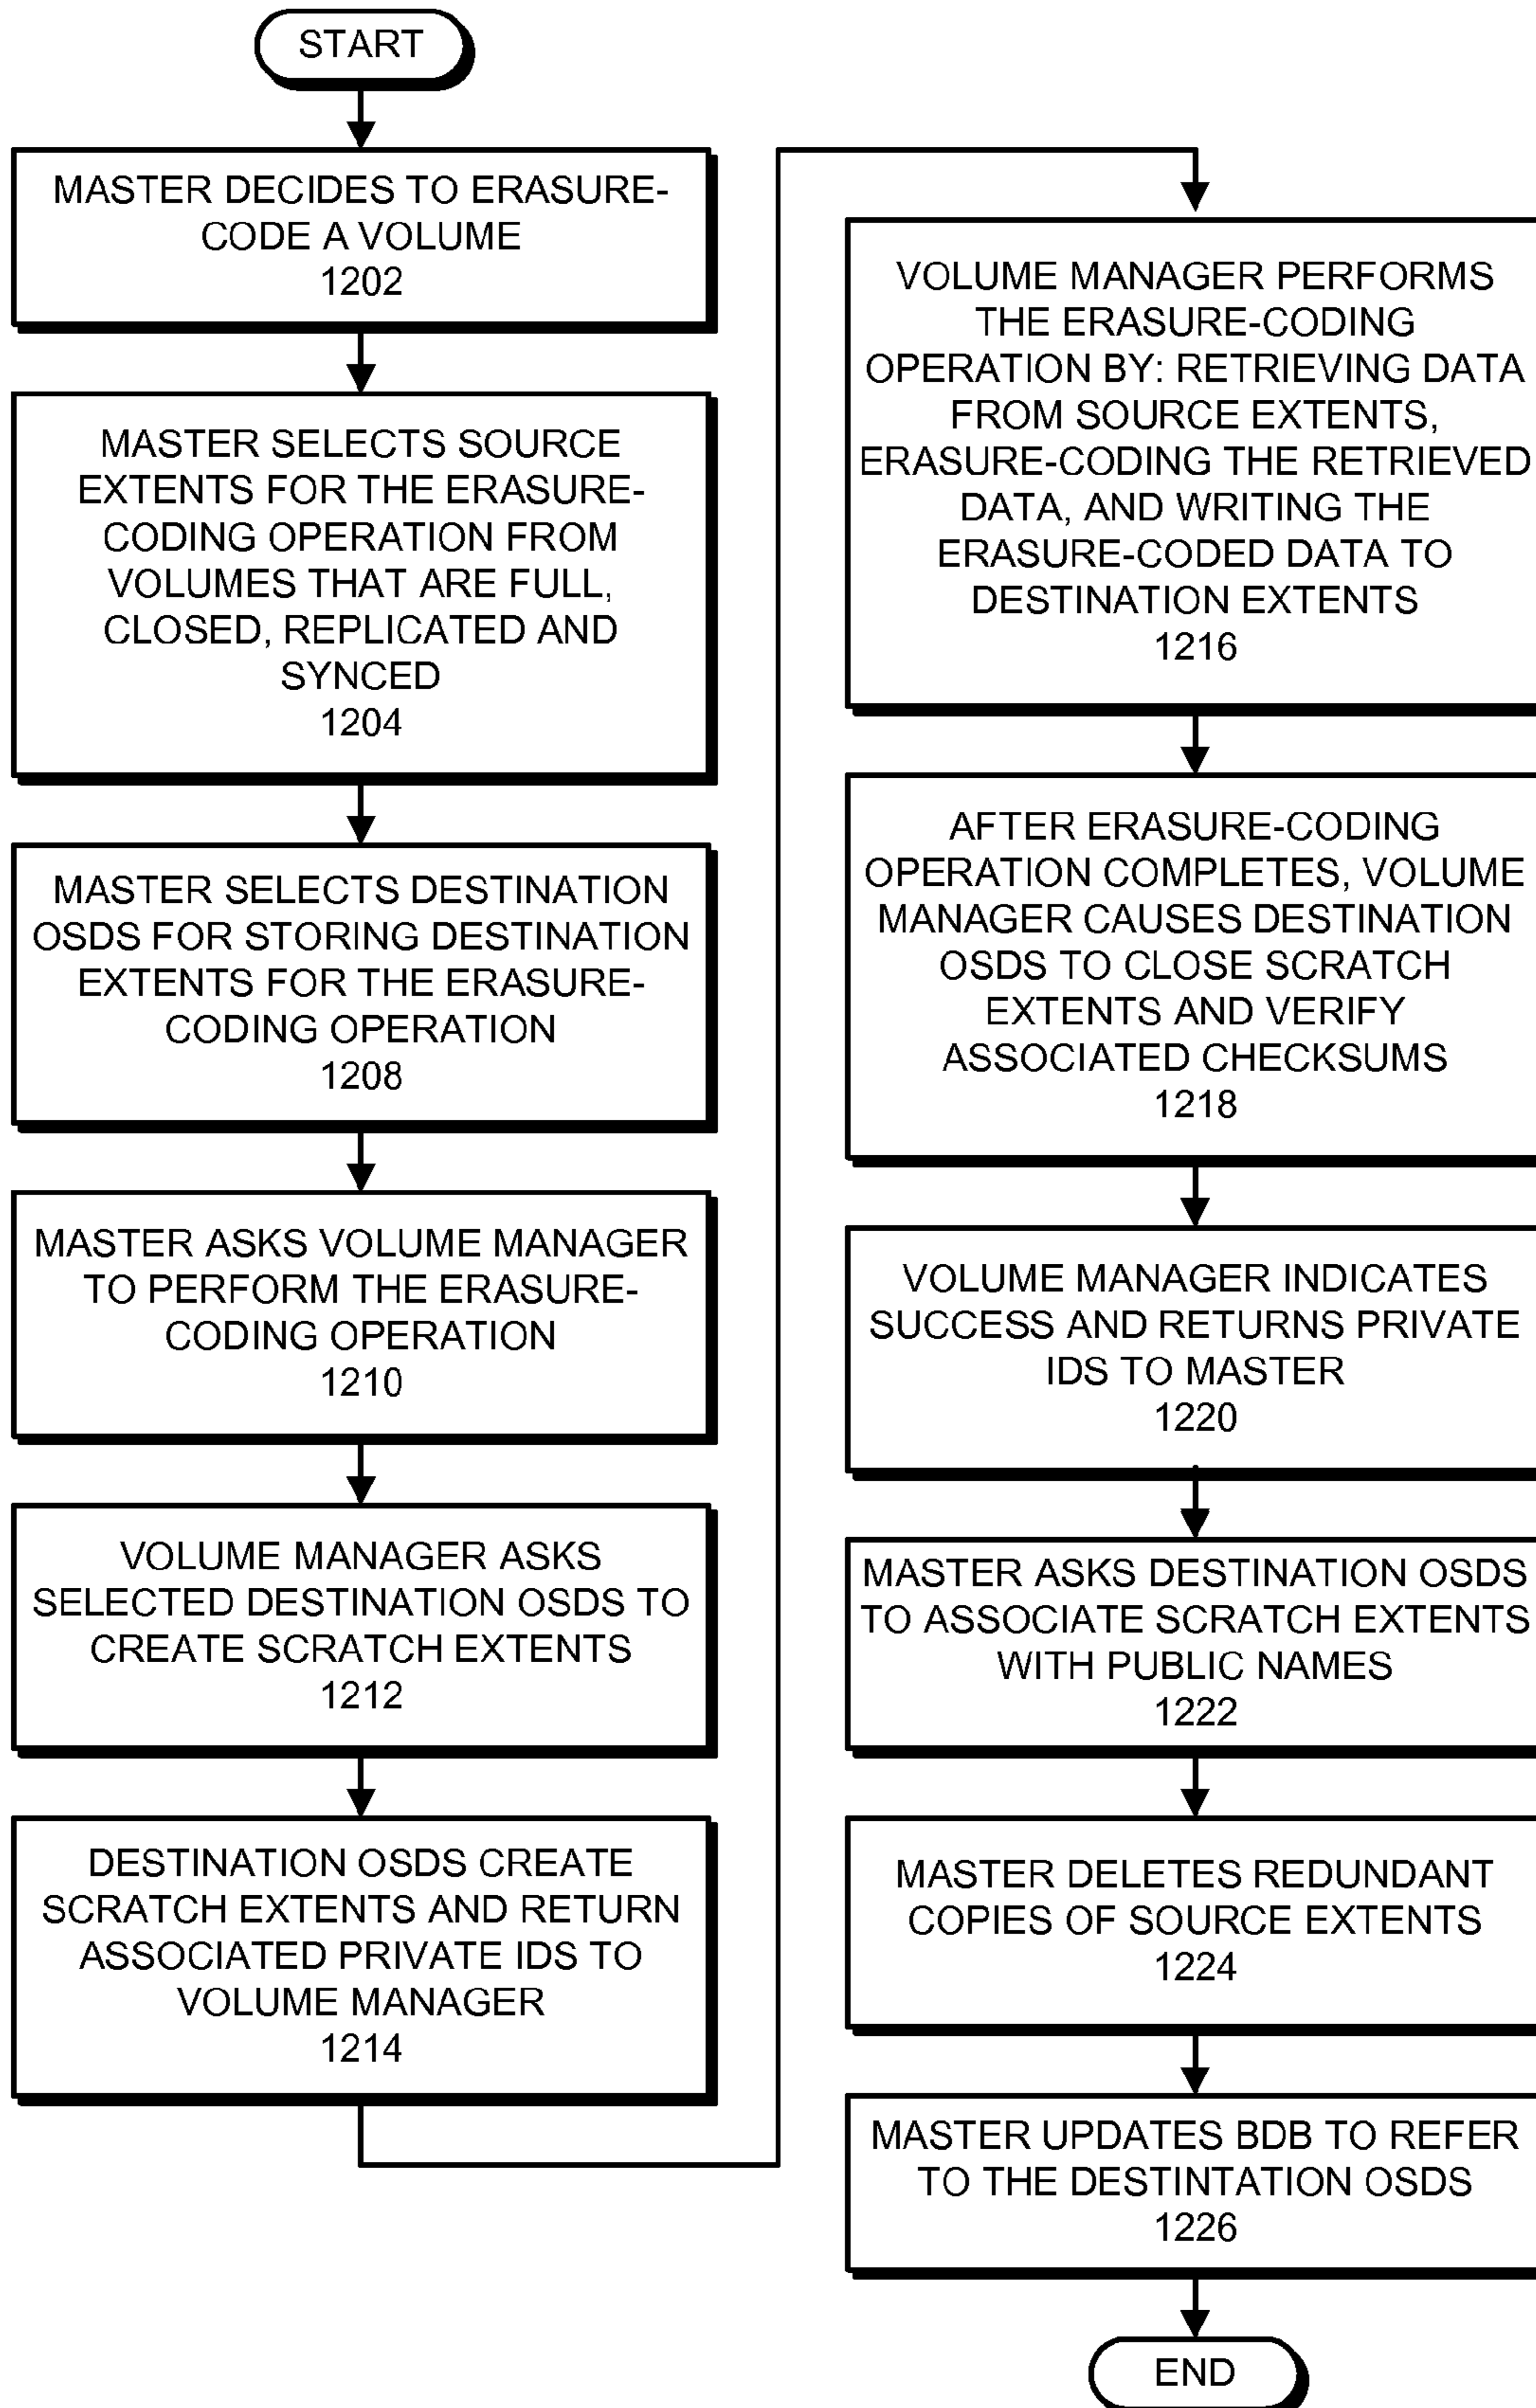 START
MASTER DECIDES TO ERASURE-
CODE A VOLUME
1202
MASTER SELECTS SOURCE
EXTENTS FOR THE ERASURE-
CODING OPERATION FROM
VOLUMES THAT ARE FULL,
CLOSED, REPLICATED AND
SYNCED
1204
MASTER SELECTS DESTINATION
OSDS FOR STORING DESTINATION
EXTENTS FOR THE ERASURE-
CODING OPERATION
1208
MASTER ASKS VOLUME MANAGER
TO PERFORM THE ERASURE-
CODING OPERATION
1210
VOLUME MANAGER ASKS
SELECTED DESTINATION OSDS TO
CREATE SCRATCH EXTENTS
1212
DESTINATION OSDS CREATE
SCRATCH EXTENTS AND RETURN
ASSOCIATED PRIVATE IDS TO
VOLUME MANAGER
1214
VOLUME MANAGER PERFORMS
THE ERASURE-CODING
OPERATION BY: RETRIEVING DATA
FROM SOURCE EXTENTS,
ERASURE-CODING THE RETRIEVED
DATA, AND WRITING THE
ERASURE-CODED DATA TO
DESTINATION EXTENTS
1216
AFTER ERASURE-CODING
OPERATION COMPLETES, VOLUME
MANAGER CAUSES DESTINATION
OSDS TO CLOSE SCRATCH
EXTENTS AND VERIFY
ASSOCIATED CHECKSUMS
1218
VOLUME MANAGER INDICATES
SUCCESS AND RETURNS PRIVATE
IDS TO MASTER
1220
MASTER ASKS DESTINATION OSDS
TO ASSOCIATE SCRATCH EXTENTS
WITH PUBLIC NAMES
1222
MASTER DELETES REDUNDANT
COPIES OF SOURCE EXTENTS
1224
MASTER UPDATES BDB TO REFER
TO THE DESTINTATION OSDS
1226
END